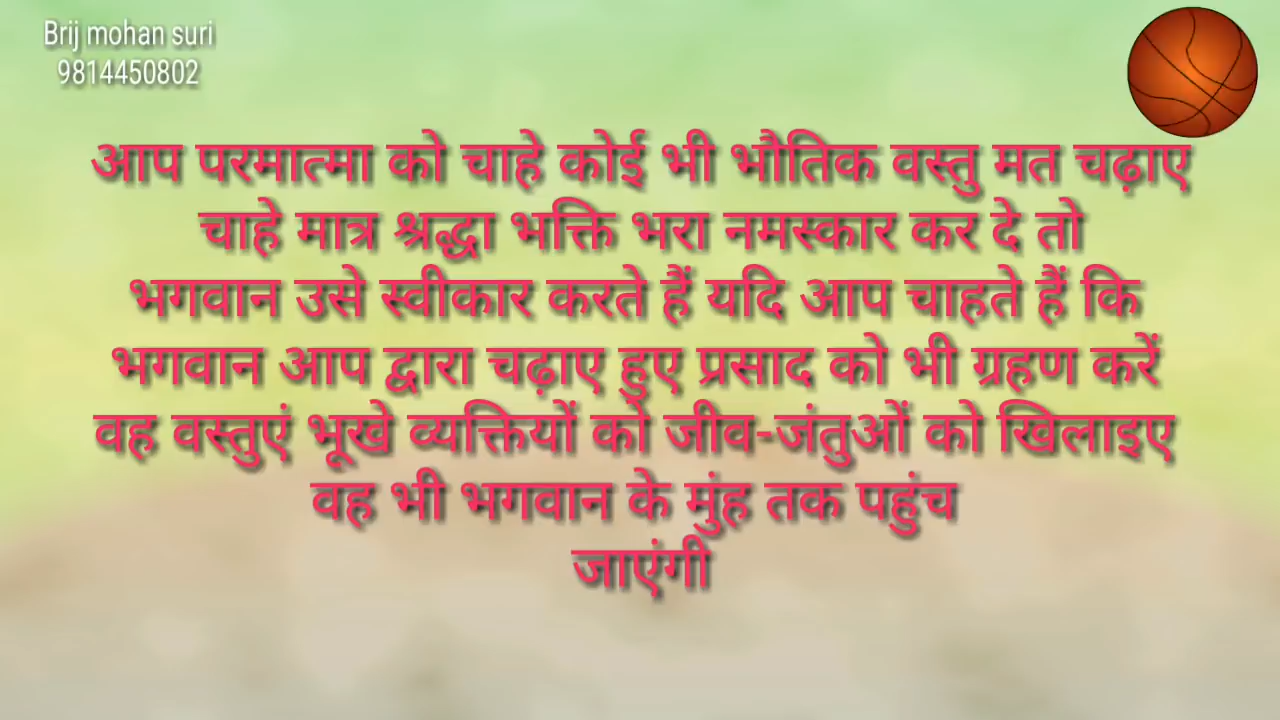 Brij mohan suri
9814450802
आप परमात्मा को चाहे कोई भी भौतिक वस्तु मत चढ़ाए
चाहे मात्र श्रद्धा भक्ति भरा नमस्कार कर दे तो
भगवान उसे स्वीकार करते हैं यदि आप चाहते हैं कि
भगवान आप द्वारा चढ़ाए हुए प्रसाद को भी ग्रहण करें
वह वस्तुएं भूखे व्यक्तियों को जीव-जंतुओं को खिलाइए
वह भी भगवान के मुंह तक पहुंच
जाएंगी